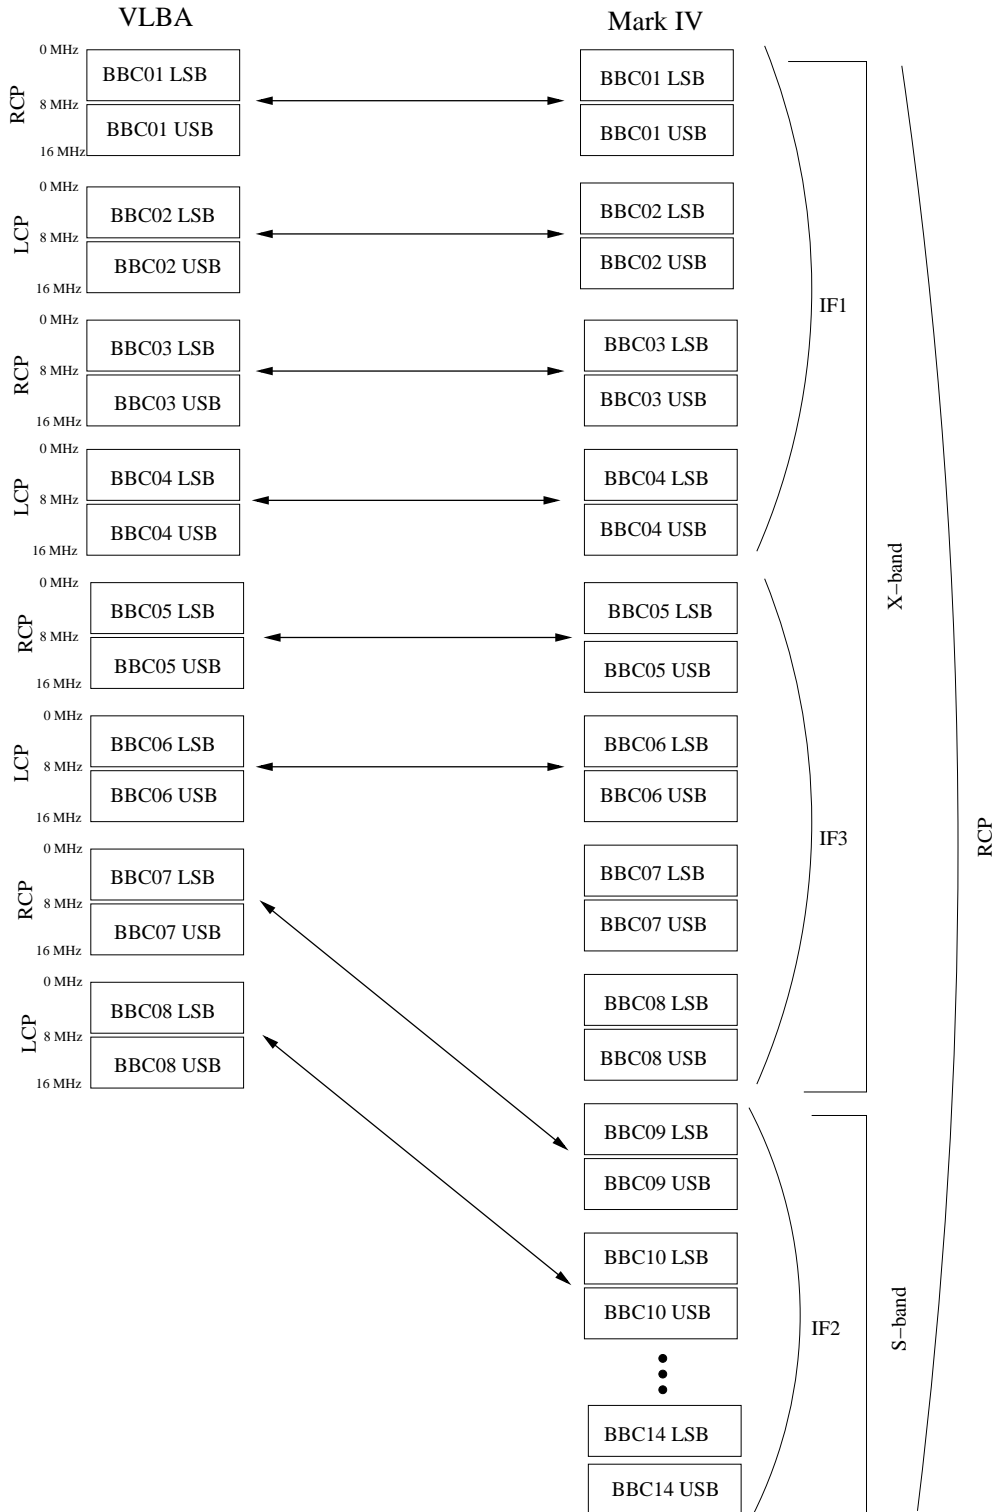 VLBA
Mark IV
0 MHz
BBC01 LSB
8 MHz
BBC01 USB
16 MHz
RCP
0 MHz
BBC02 LSB
8 MHz
BBC02 USB
16 MHz
LCP
0 MHz
BBC03 LSB
8 MHz
BBC03 USB
16 MHz
RCP
0 MHz
BBC04 LSB
8 MHz
BBC04 USB
16 MHz
LCP
0 MHz
BBC05 LSB
8 MHz
BBC05 USB
16 MHz
RCP
0 MHz
BBC06 LSB
8 MHz
BBC06 USB
16 MHz
LCP
0 MHz
BBC07 LSB
8 MHz
BBC07 USB
16 MHz
RCP
0 MHz
BBC08 LSB
8 MHz
BBC08 USB
16 MHz
LCP
BBC01 LSB
BBC01 USB
BBC02 LSB
BBC02 USB
BBC03 LSB
BBC03 USB
BBC04 LSB
BBC04 USB
BBC05 LSB
BBC05 USB
BBC06 LSB
BBC06 USB
BBC07 LSB
BBC07 USB
BBC08 LSB
BBC08 USB
BBC09 LSB
BBC09 USB
BBC10 LSB
BBC10 USB
BBC14 LSB
BBC14 USB
IF1
IF3
IF2
X−band
S−band
RCP